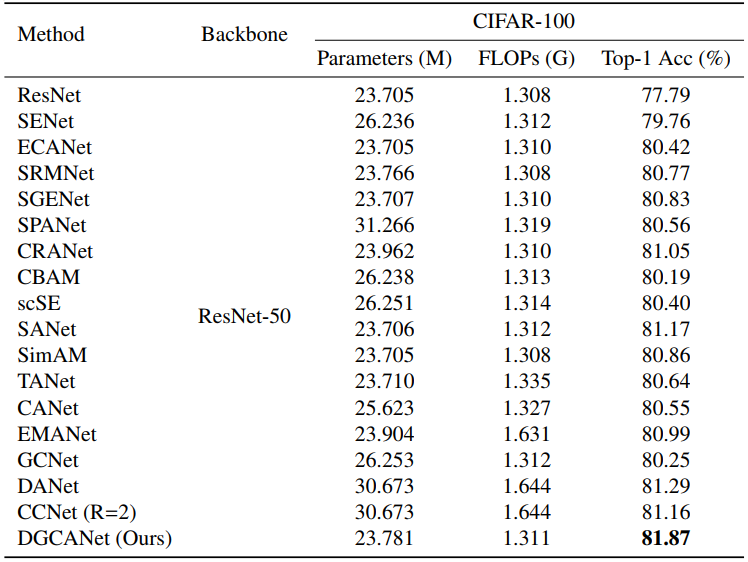 CIFAR-100
Method Backbone
Parameters (M) FLOPs (G) Top-1 Acc (%)
ResNet 23.705 1.308 77.79
SENet 26.236 1.312 79.76
ECANet 23.705 1.310 80.42
SRMNet 23.766 1.308 80.77
SGENet 23.707 1.310 80.83
SPANet 31.266 1.319 80.56
CRANet 23.962 1.310 81.05
CBAM 26.238 1.313 80.19
scSE 26.251 1.314 80.40
ResNet-50
SANet 23.706 1.312 81.17
SimAM 23.705 1.308 80.86
TANet 23.710 1.335 80.64
CANet 25.623 1.327 80.55
EMANet 23.904 1.631 80.99
GCNet 26.253 1.312 80.25
DANet 30.673 1.644 81.29
CCNet (R=2) 30.673 1.644 81.16
DGCANet (Ours) 23.781 1.311 81.87